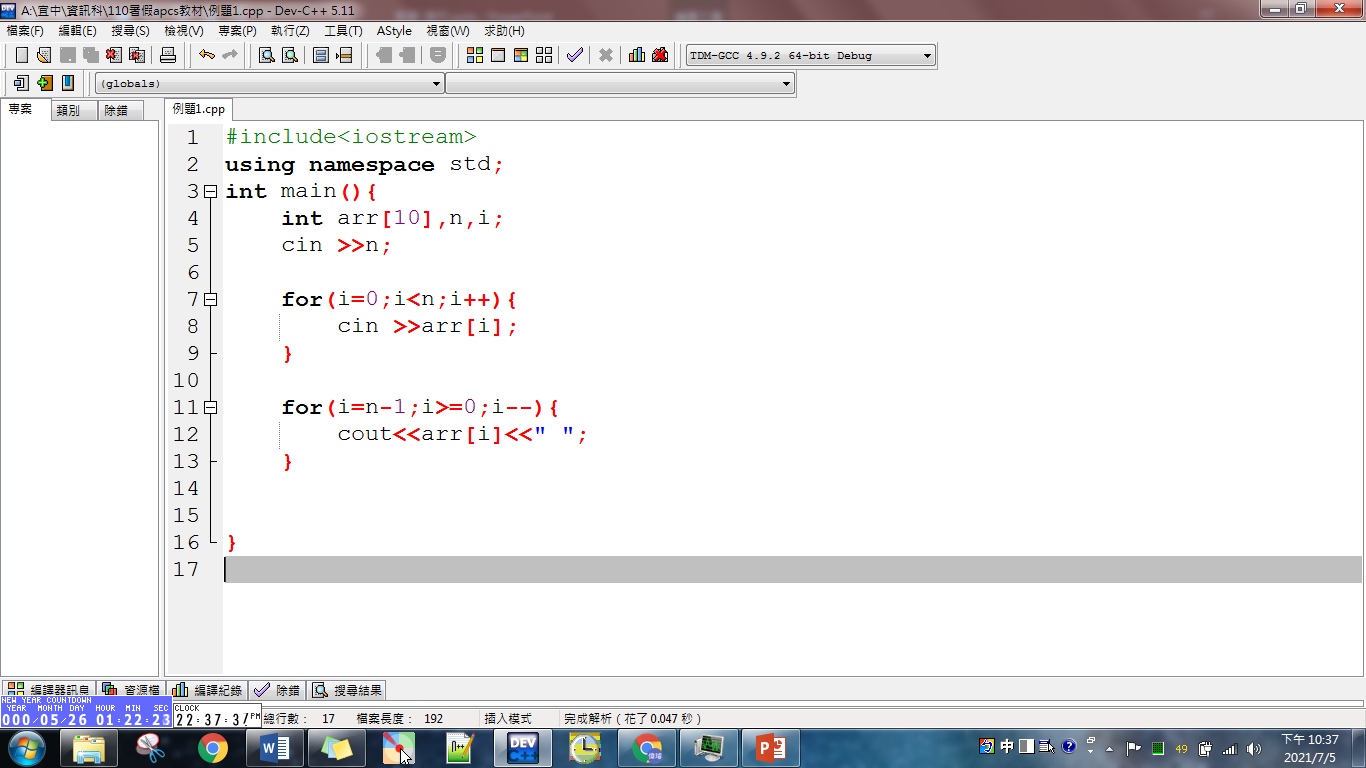 A:\宜中\資訊科\110暑假apcs教材\例題1.cpp - Dev-C++ 5.11
檔案(F) 編輯(E) 搜尋(S) 檢視(V) 專案(P) 執行(Z) 工具(T) AStyle 視窗(W) 求助(H)
TDM-GCC 4.9.2 64-bit Debug
(globals)
專案 類別 除錯 例題1.cpp
1 #include<iostream>
2 using namespace std;
3 int main(){
4 int arr[10],n,i;
5 cin >>n;
6
7 for(i=0;i<n;i++){
8 cin >>arr[i];
9 }
10
11 for(i=n-1;i>=0;i--){
12 cout<<arr[i]<<" ";
13 }
14
15
16 }
17
編譯器訊息 資源檔 編譯紀錄 除錯 搜尋結果
NEW YEAR COUNTDOWN
YEAR MONTH DAY HOUR MIN SEC
000/05/26 01:22:23
CLOCK
22:37:37PM
總行數： 17 檔案長度： 192 插入模式 完成解析 ( 花了 0.047 秒 )
DEV C++
中
49
下午 10:37
2021/7/5